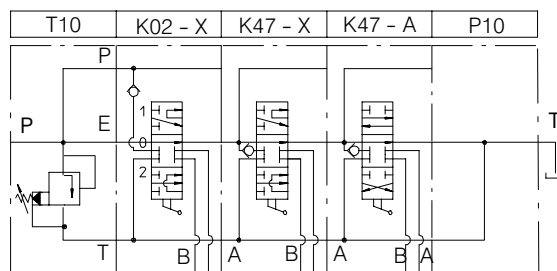 T10 K02 - X K47 - X K47 - A P10
P
1
P E 0 T
2
T B A B A B A